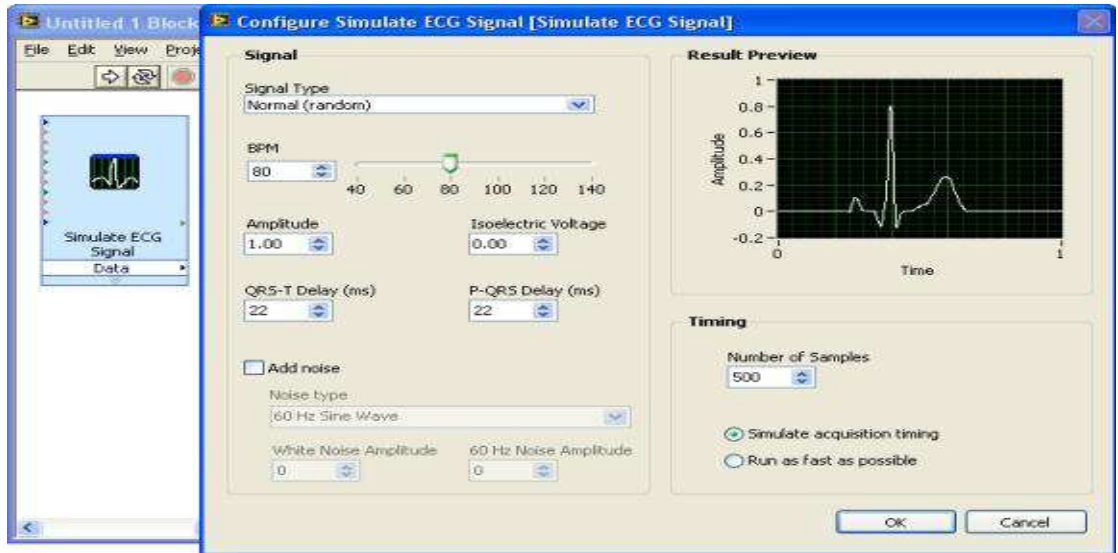 Untitled 1 Block
File Edit View Proje
Simulate ECG
Signal
Data
Configure Simulate ECG Signal [Simulate ECG Signal]
Signal
Signal Type
Normal (random)
BPM
80
40 60 80 100 120 140
Amplitude Isoelectric Voltage
1.00 0.00
QRS-T Delay (ms) P-QRS Delay (ms)
22 22
Add noise
Noise type
60 Hz Sine Wave
White Noise Amplitude 60 Hz Noise Amplitude
0 0
Result Preview
Amplitude
1
0.8
0.6
0.4
0.2
0
-0.2
0 1
Time
Timing
Number of Samples
500
Simulate acquisition timing
Run as fast as possible
OK Cancel